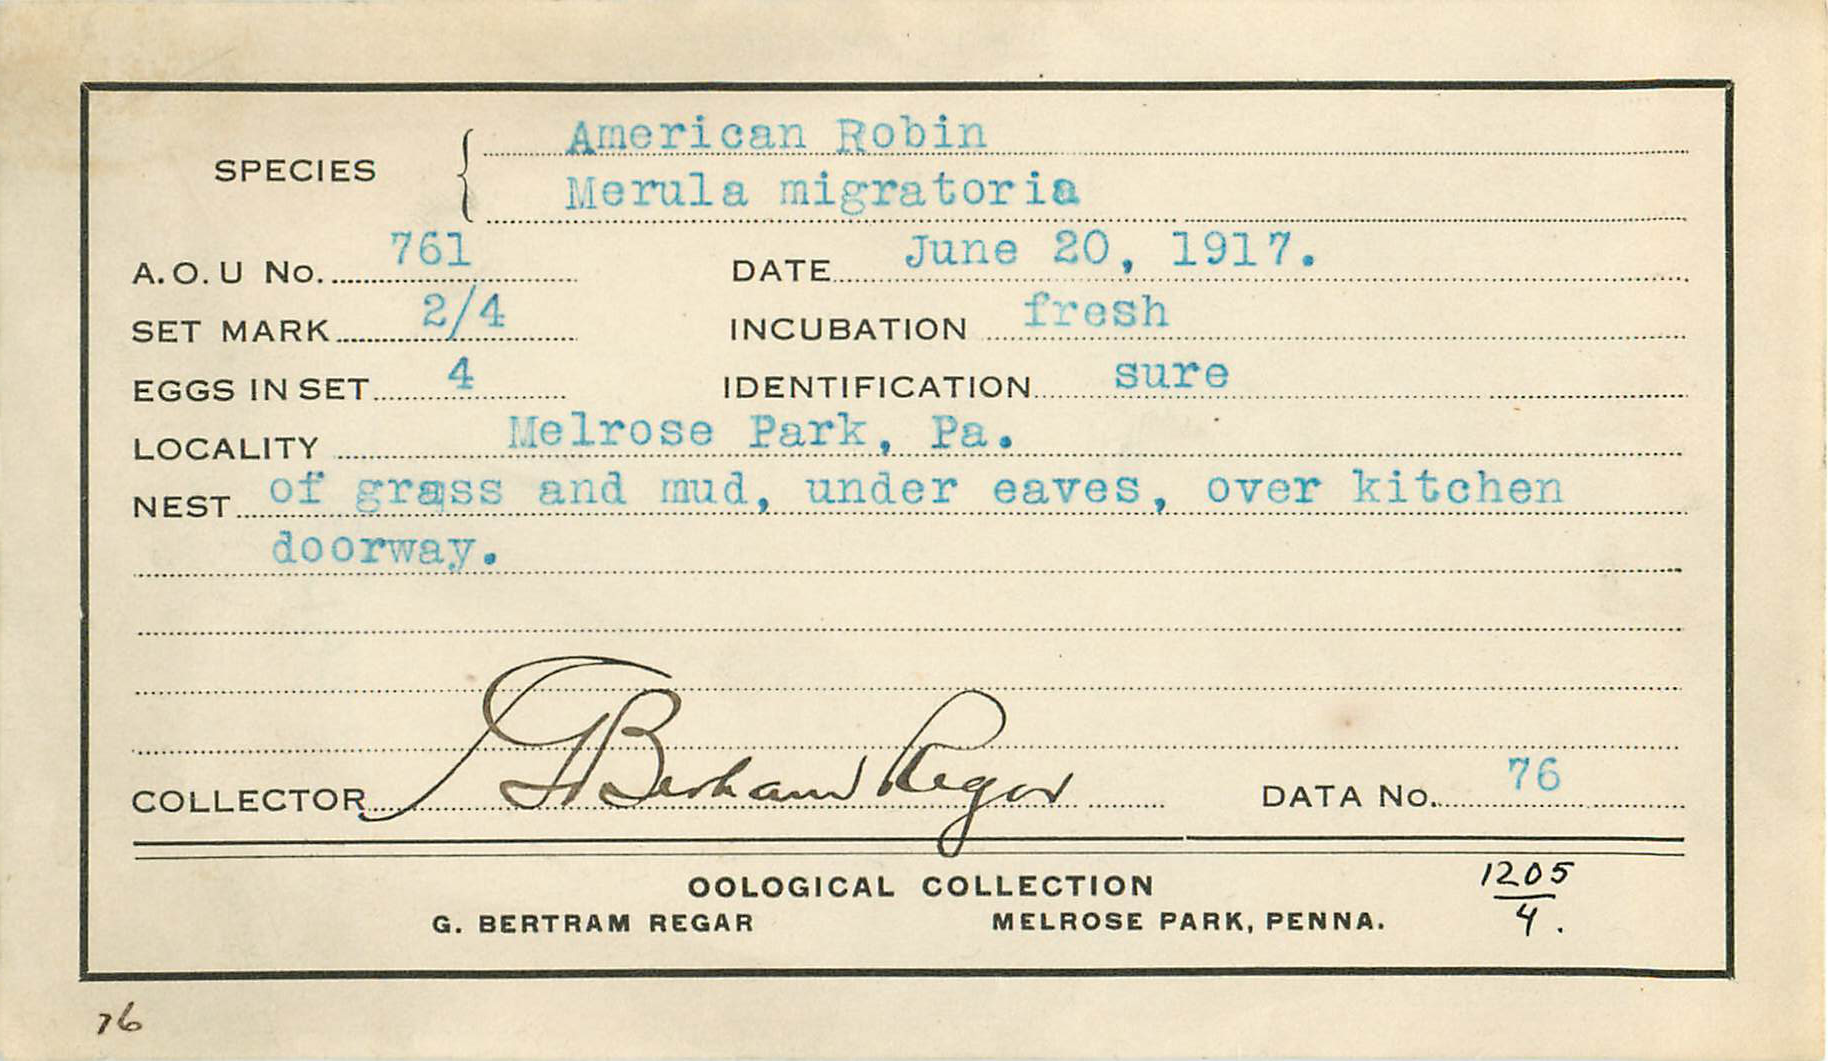 SPECIES { American Robin
Merula migratoria
A.O.U No. 761 DATE June 20, 1917.
SET MARK 2/4 INCUBATION fresh
EGGS IN SET 4 IDENTIFICATION sure
LOCALITY Melrose Park, Pa.
NEST of grass and mud, under eaves, over kitchen
doorway.
COLLECTOR G Bertram Regar DATA No. 76
OOLOGICAL COLLECTION 1205/4.
G. BERTRAM REGAR MELROSE PARK, PENNA.
76